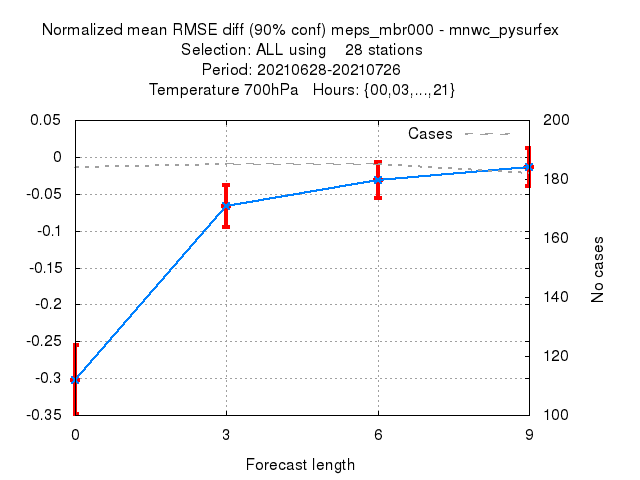 Normalized mean RMSE diff (90% conf) meps_mbr000 - mnwc_pysurfex
Selection: ALL using 28 stations
Period: 20210628-20210726
Temperature 700hPa Hours: {00,03,...,21}
Cases
0.05
0
-0.05
-0.1
-0.15
-0.2
-0.25
-0.3
-0.35
200
180
160
140
120
100
No cases
0 3 6 9
Forecast length